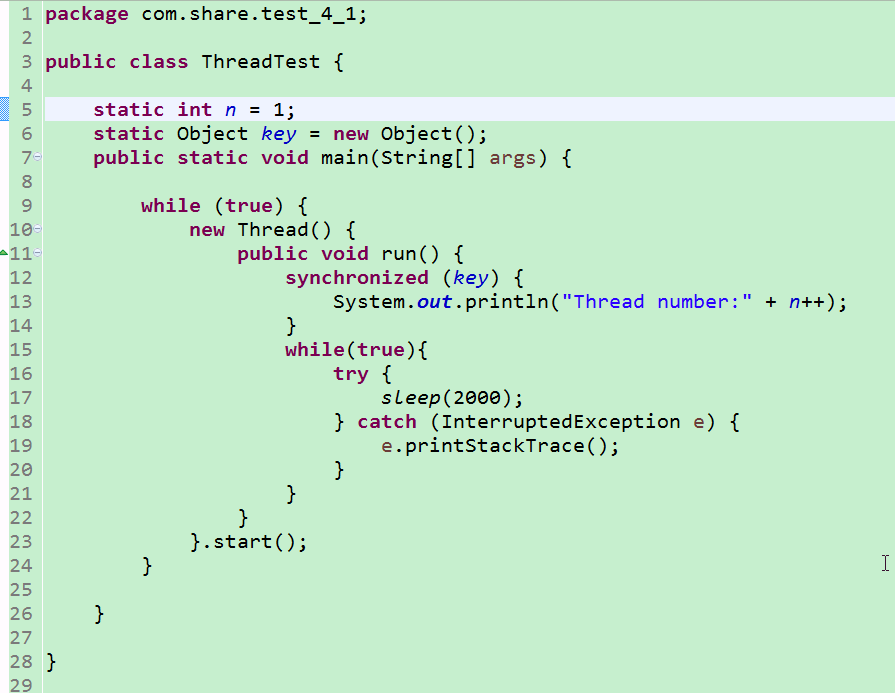 1 package com.share.test_4_1;
2
3 public class ThreadTest {
4
5     static int n = 1;
6     static Object key = new Object();
7     public static void main(String[] args) {
8
9         while (true) {
10             new Thread() {
11                 public void run() {
12                     synchronized (key) {
13                         System.out.println("Thread number:" + n++);
14                     }
15                     while(true){
16                         try {
17                             sleep(2000);
18                         } catch (InterruptedException e) {
19                             e.printStackTrace();
20                         }
21                     }
22                 }
23             }.start();
24         }
25
26     }
27
28 }
29